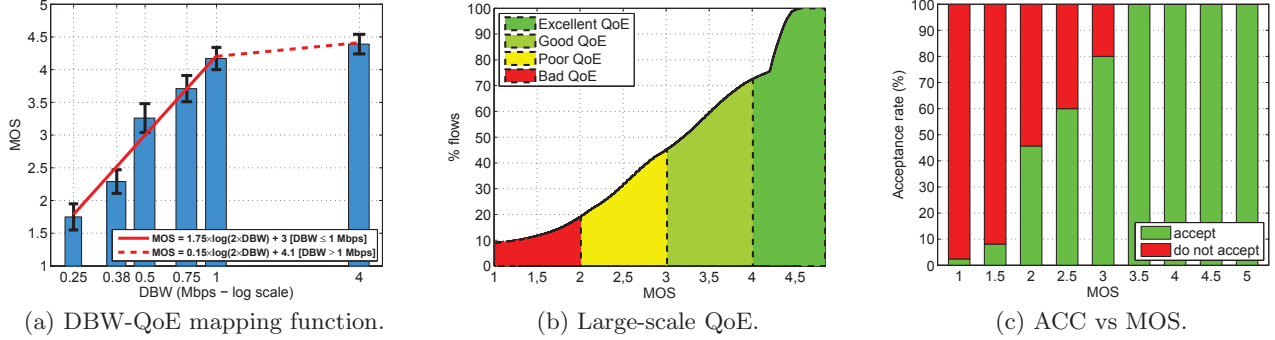 5
4.5
4
3.5
3
2.5
2
1.5
1
MOS
0.25 0.38 0.5 0.75 1 4
DBW (Mbps − log scale)
MOS = 1.75×log(2×DBW) + 3 [DBW ≤ 1 Mbps]
MOS = 0.15×log(2×DBW) + 4.1 [DBW > 1 Mbps]
(a) DBW-QoE mapping function.
100
90
80
70
60
50
40
30
20
10
0
% flows
Excellent QoE
Good QoE
Poor QoE
Bad QoE
1 1,5 2 2,5 3 3,5 4 4,5
MOS
(b) Large-scale QoE.
100
90
80
70
60
50
40
30
20
10
0
Acceptance rate (%)
accept
do not accept
1 1.5 2 2.5 3 3.5 4 4.5 5
MOS
(c) ACC vs MOS.